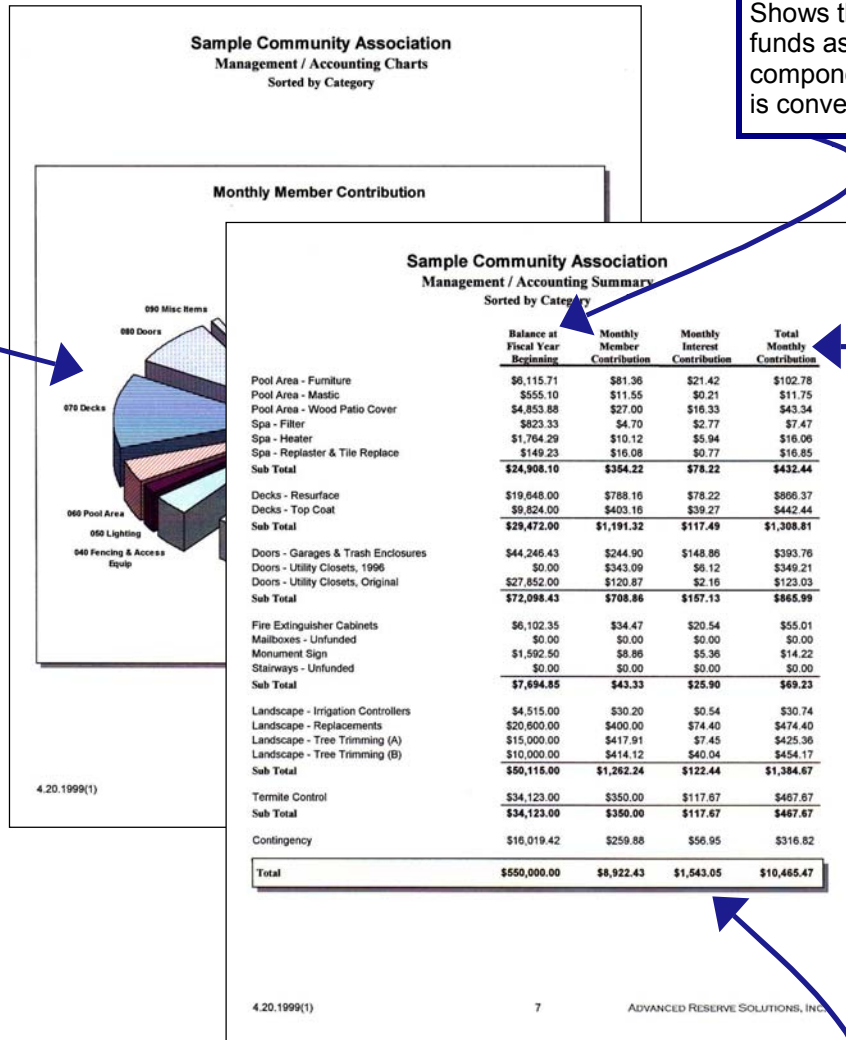 Shows
funds as
is
Sample Community Association
Management / Accounting Charts
Sorted by Category
Monthly Member Contribution
090 Misc Items
080 Doors
070 Decks
060 Pool Area
050 Lighting
040 Fencing & Access
Equip
4.20.1999(1)
Sample Community Association
Management / Accounting Summary
Sorted by Category
Balance at Monthly Monthly Total
Fiscal Year Member Interest Monthly
Beginning Contribution Contribution Contribution
Pool Area - Furniture $6,115.71 $81.36 $21.42 $102.78
Pool Area - Mastic $555.10 $11.55 $0.21 $11.75
Pool Area - Wood Patio Cover $4,853.88 $27.00 $16.33 $43.34
Spa - Filter $823.33 $4.70 $2.77 $7.47
Spa - Heater $1,764.29 $10.12 $5.94 $16.06
Spa - Replaster & Tile Replace $149.23 $16.08 $0.77 $16.85
Sub Total $24,908.10 $354.22 $78.22 $432.44
Decks - Resurface $19,648.00 $788.16 $78.22 $866.37
Decks - Top Coat $9,824.00 $403.16 $39.27 $442.44
Sub Total $29,472.00 $1,191.32 $117.49 $1,308.81
Doors - Garages & Trash Enclosures $44,246.43 $244.90 $148.86 $393.76
Doors - Utility Closets, 1996 $0.00 $343.09 $6.12 $349.21
Doors - Utility Closets, Original $27,852.00 $120.87 $2.16 $123.03
Sub Total $72,098.43 $708.86 $157.13 $865.99
Fire Extinguisher Cabinets $6,102.35 $34.47 $20.54 $55.01
Mailboxes - Unfunded $0.00 $0.00 $0.00 $0.00
Monument Sign $1,592.50 $8.86 $5.36 $14.22
Stairways - Unfunded $0.00 $0.00 $0.00 $0.00
Sub Total $7,694.85 $43.33 $25.90 $69.23
Landscape - Irrigation Controllers $4,515.00 $30.20 $0.54 $30.74
Landscape - Replacements $20,600.00 $400.00 $74.40 $474.40
Landscape - Tree Trimming (A) $15,000.00 $417.91 $7.45 $425.36
Landscape - Tree Trimming (B) $10,000.00 $414.12 $40.04 $454.17
Sub Total $50,115.00 $1,262.24 $122.44 $1,384.67
Termite Control $34,123.00 $350.00 $117.67 $467.67
Sub Total $34,123.00 $350.00 $117.67 $467.67
Contingency $16,019.42 $259.88 $56.95 $316.82
Total $550,000.00 $8,922.43 $1,543.05 $10,465.47
4.20.1999(1) 7 ADVANCED RESERVE SOLUTIONS, INC.